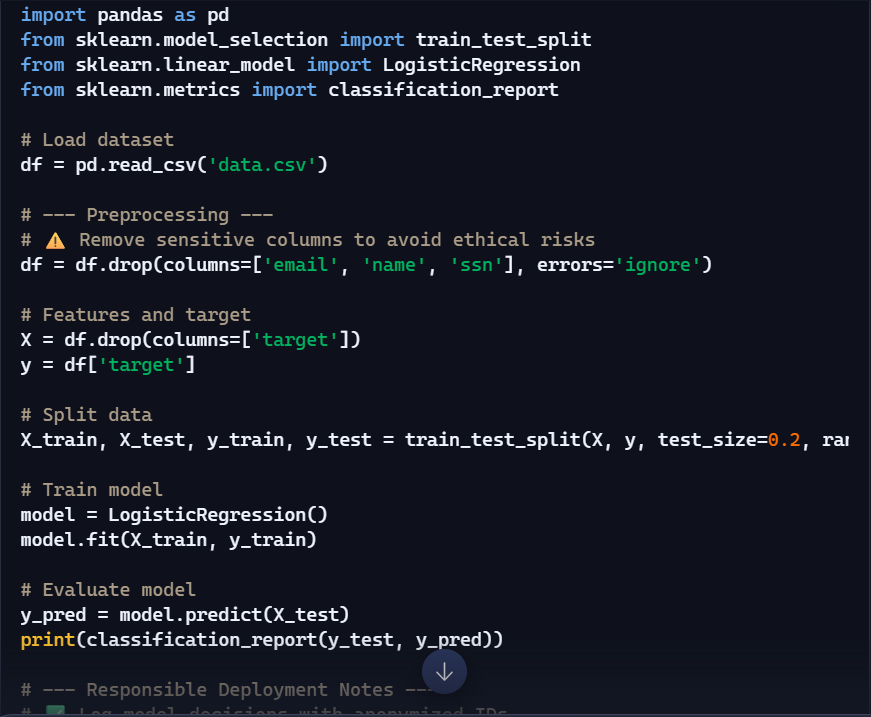 import pandas as pd
from sklearn.model_selection import train_test_split
from sklearn.linear_model import LogisticRegression
from sklearn.metrics import classification_report
# Load dataset
df = pd.read_csv('data.csv')
# --- Preprocessing ---
# ⚠️ Remove sensitive columns to avoid ethical risks
df = df.drop(columns=['email', 'name', 'ssn'], errors='ignore')
# Features and target
X = df.drop(columns=['target'])
y = df['target']
# Split data
X_train, X_test, y_train, y_test = train_test_split(X, y, test_size=0.2, ran
# Train model
model = LogisticRegression()
model.fit(X_train, y_train)
# Evaluate model
y_pred = model.predict(X_test)
print(classification_report(y_test, y_pred))
# --- Responsible Deployment Notes ---
# ✅ Log model decisions with anonymized IDs